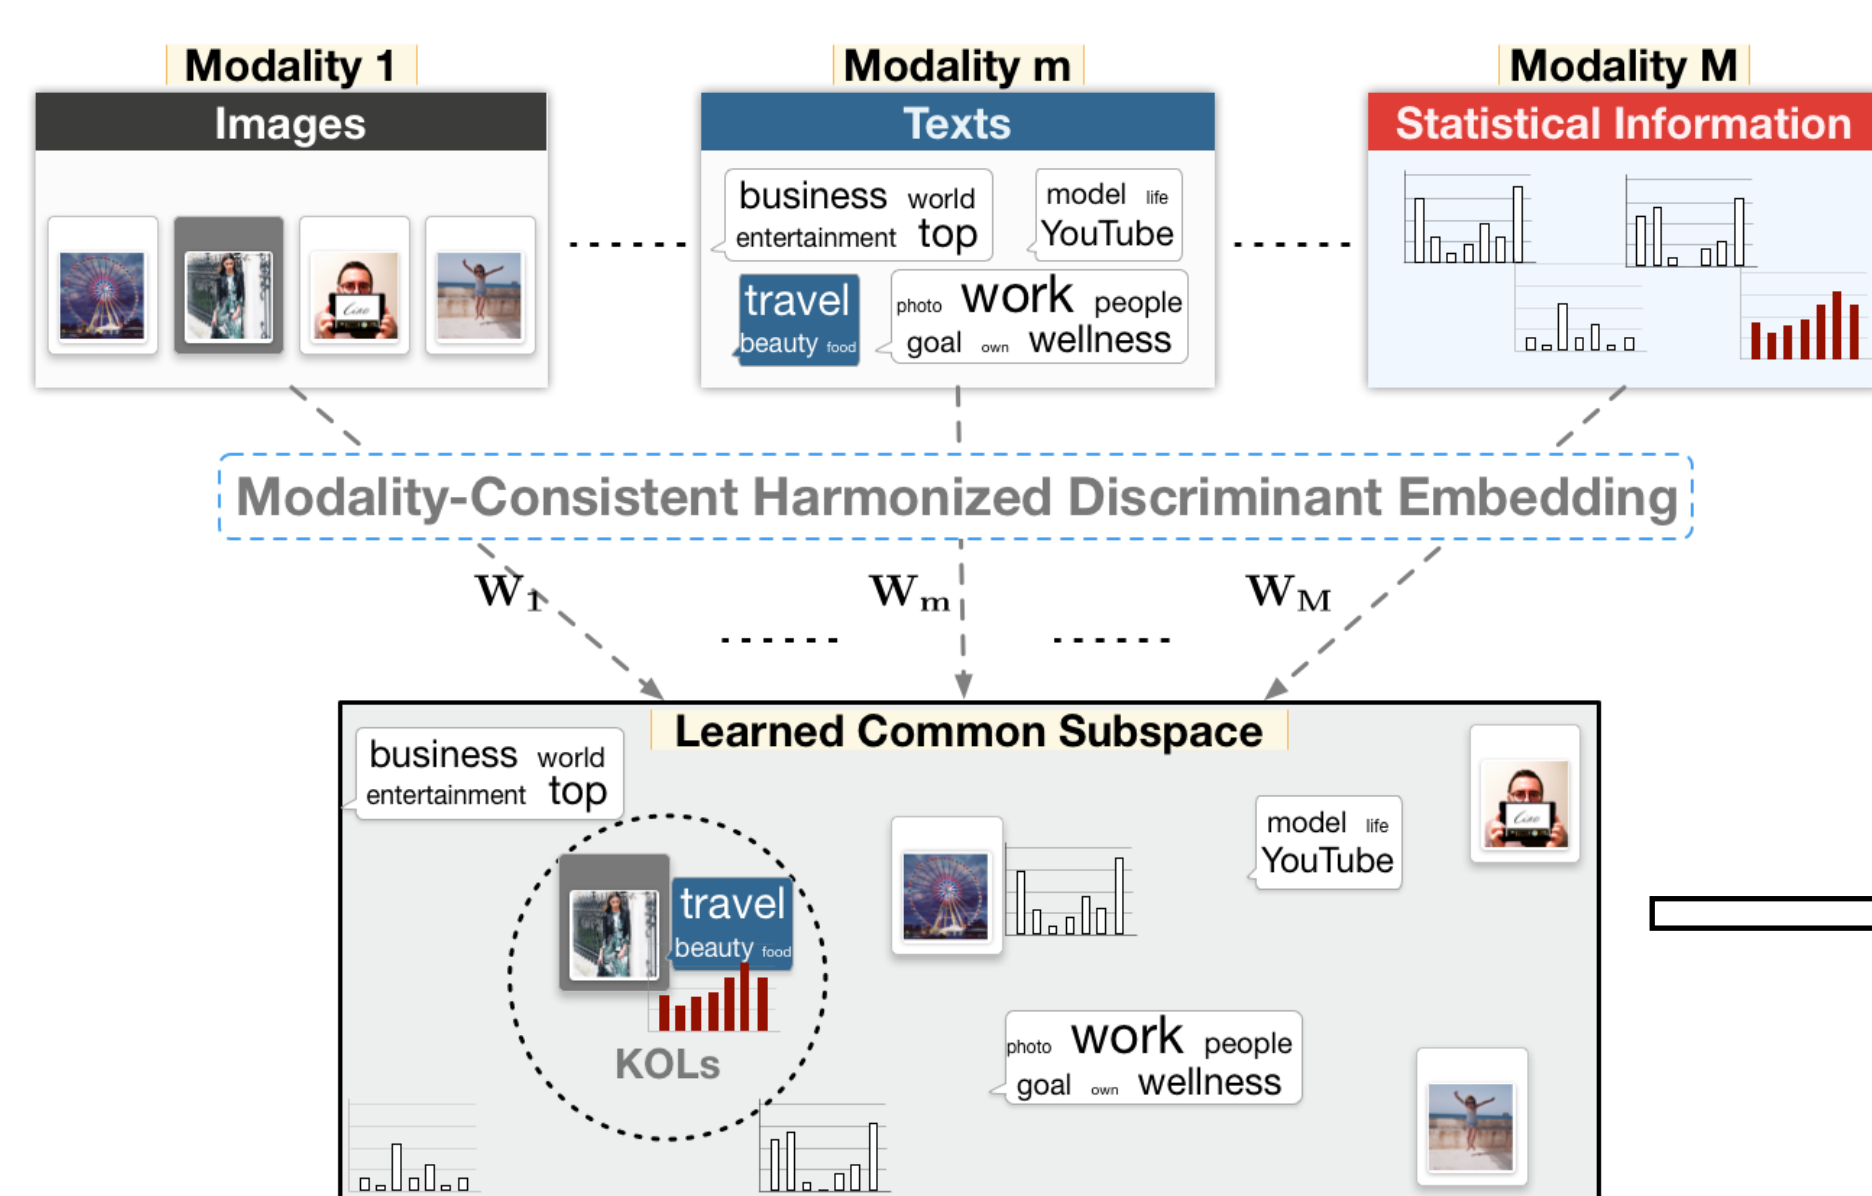 Modality 1
Modality m
Modality M
Images
Texts
Statistical Information
business world
entertainment top
model life
YouTube
travel
beauty food
photo work people
goal own wellness
Ciao
Modality-Consistent Harmonized Discriminant Embedding
W1
Wm
WM
Learned Common Subspace
business world
entertainment top
travel
beauty food
KOLs
model life
YouTube
Ciao
photo work people
goal own wellness